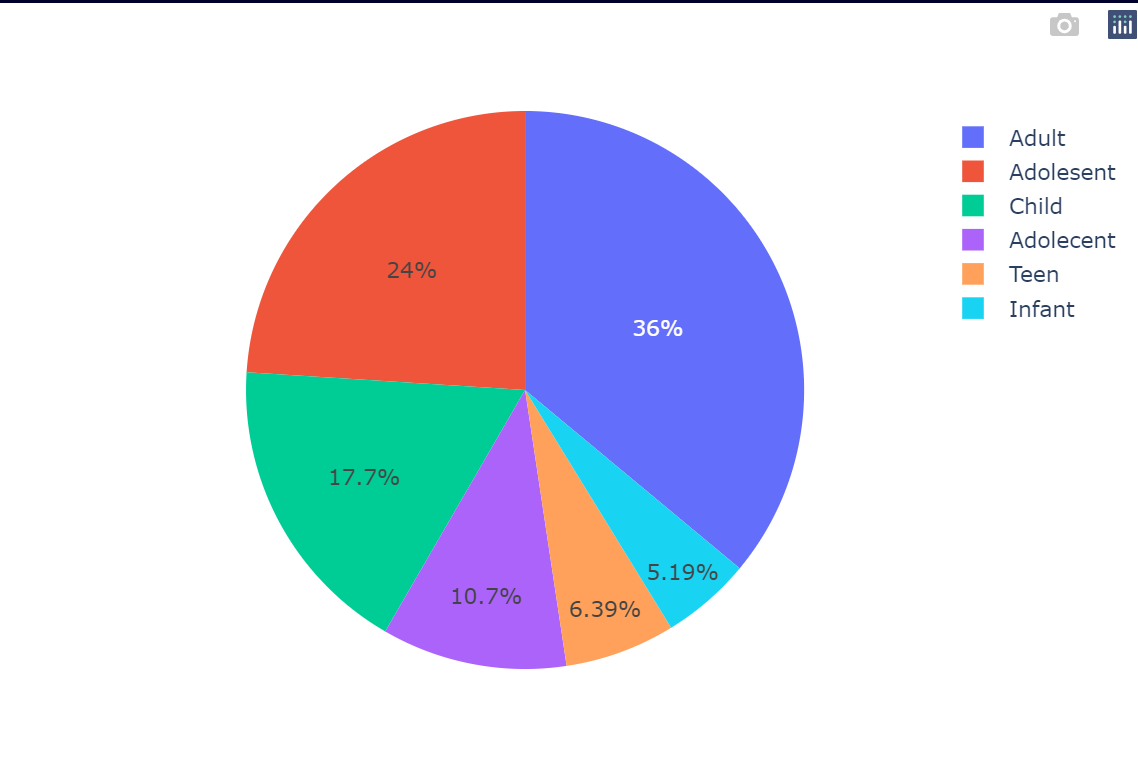 Adult
Adolesent
Child
Adolecent
Teen
Infant
24%
36%
17.7%
5.19%
10.7%
6.39%